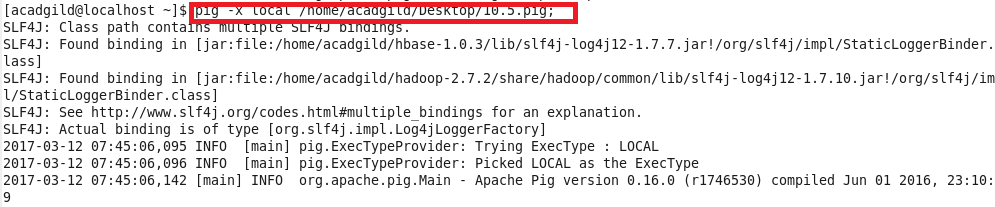 [acadgild@localhost ~]$ pig -x local /home/acadgild/Desktop/10.5.pig;
SLF4J: Class path contains multiple SLF4J bindings.
SLF4J: Found binding in [jar:file:/home/acadgild/hbase-1.0.3/lib/slf4j-log4j12-1.7.7.jar!/org/slf4j/impl/StaticLoggerBinder.
lass]
SLF4J: Found binding in [jar:file:/home/acadgild/hadoop-2.7.2/share/hadoop/common/lib/slf4j-log4j12-1.7.10.jar!/org/slf4j/im
l/StaticLoggerBinder.class]
SLF4J: See http://www.slf4j.org/codes.html#multiple_bindings for an explanation.
SLF4J: Actual binding is of type [org.slf4j.impl.Log4jLoggerFactory]
2017-03-12 07:45:06,095 INFO  [main] pig.ExecTypeProvider: Trying ExecType : LOCAL
2017-03-12 07:45:06,096 INFO  [main] pig.ExecTypeProvider: Picked LOCAL as the ExecType
2017-03-12 07:45:06,142 [main] INFO  org.apache.pig.Main - Apache Pig version 0.16.0 (r1746530) compiled Jun 01 2016, 23:10:
9